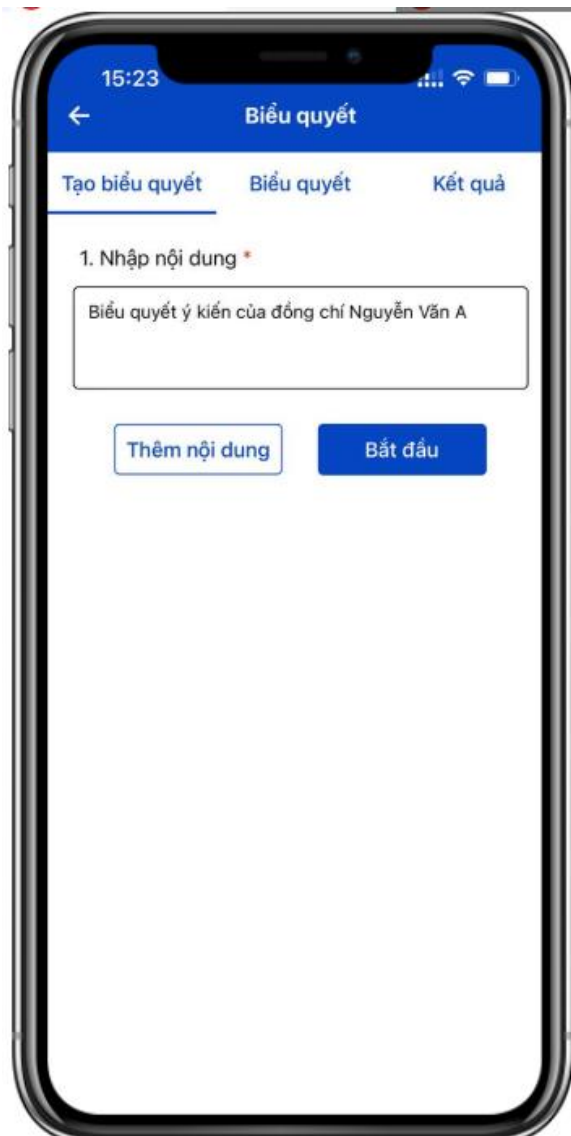 15:23
Biểu quyết
Tạo biểu quyết Biểu quyết Kết quả
1. Nhập nội dung *
Biểu quyết ý kiến của đồng chí Nguyễn Văn A
Thêm nội dung Bắt đầu